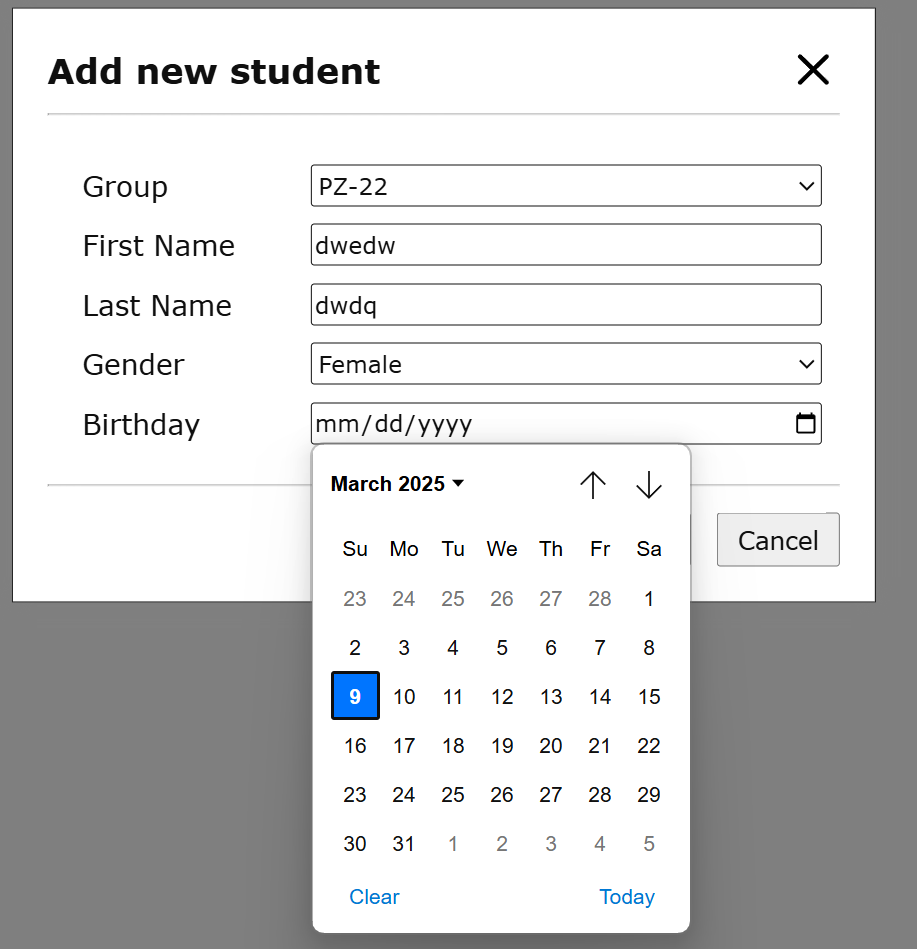 Add new student
Group PZ-22
First Name dwedw
Last Name dwdq
Gender Female
Birthday mm/dd/yyyy
March 2025
Cancel
Su Mo Tu We Th Fr Sa
23 24 25 26 27 28 1
2 3 4 5 6 7 8
9 10 11 12 13 14 15
16 17 18 19 20 21 22
23 24 25 26 27 28 29
30 31 1 2 3 4 5
Clear Today